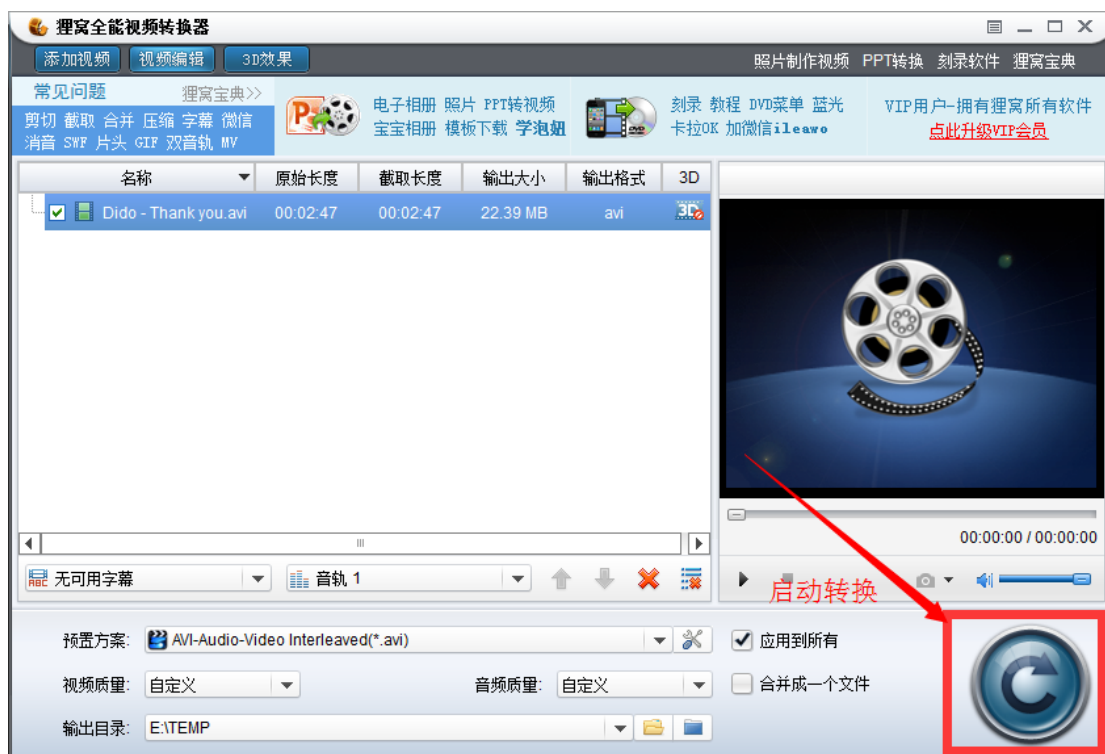 狸窝全能视频转换器
添加视频 视频编辑 3D效果 照片制作视频 PPT转换 刻录软件 狸窝宝典
常见问题 狸窝宝典>>
剪切 截取 合并 压缩 字幕 微信
消音 SWF 片头 GIF 双音轨 MV
电子相册 照片 PPT转视频
宝宝相册 模板下载 学泡妞
刻录 教程 DVD菜单 蓝光
卡拉OK 加微信ileawo
VIP用户-拥有狸窝所有软件
点此升级VIP会员
名称 原始长度 截取长度 输出大小 输出格式 3D
Dido - Thank you.avi 00:02:47 00:02:47 22.39 MB avi 3D
00:00:00 / 00:00:00
无可用字幕 音轨 1
启动转换
预置方案: AVI-Audio-Video Interleaved(*.avi) 应用到所有
视频质量: 自定义 音频质量: 自定义 合并成一个文件
输出目录: E:\TEMP